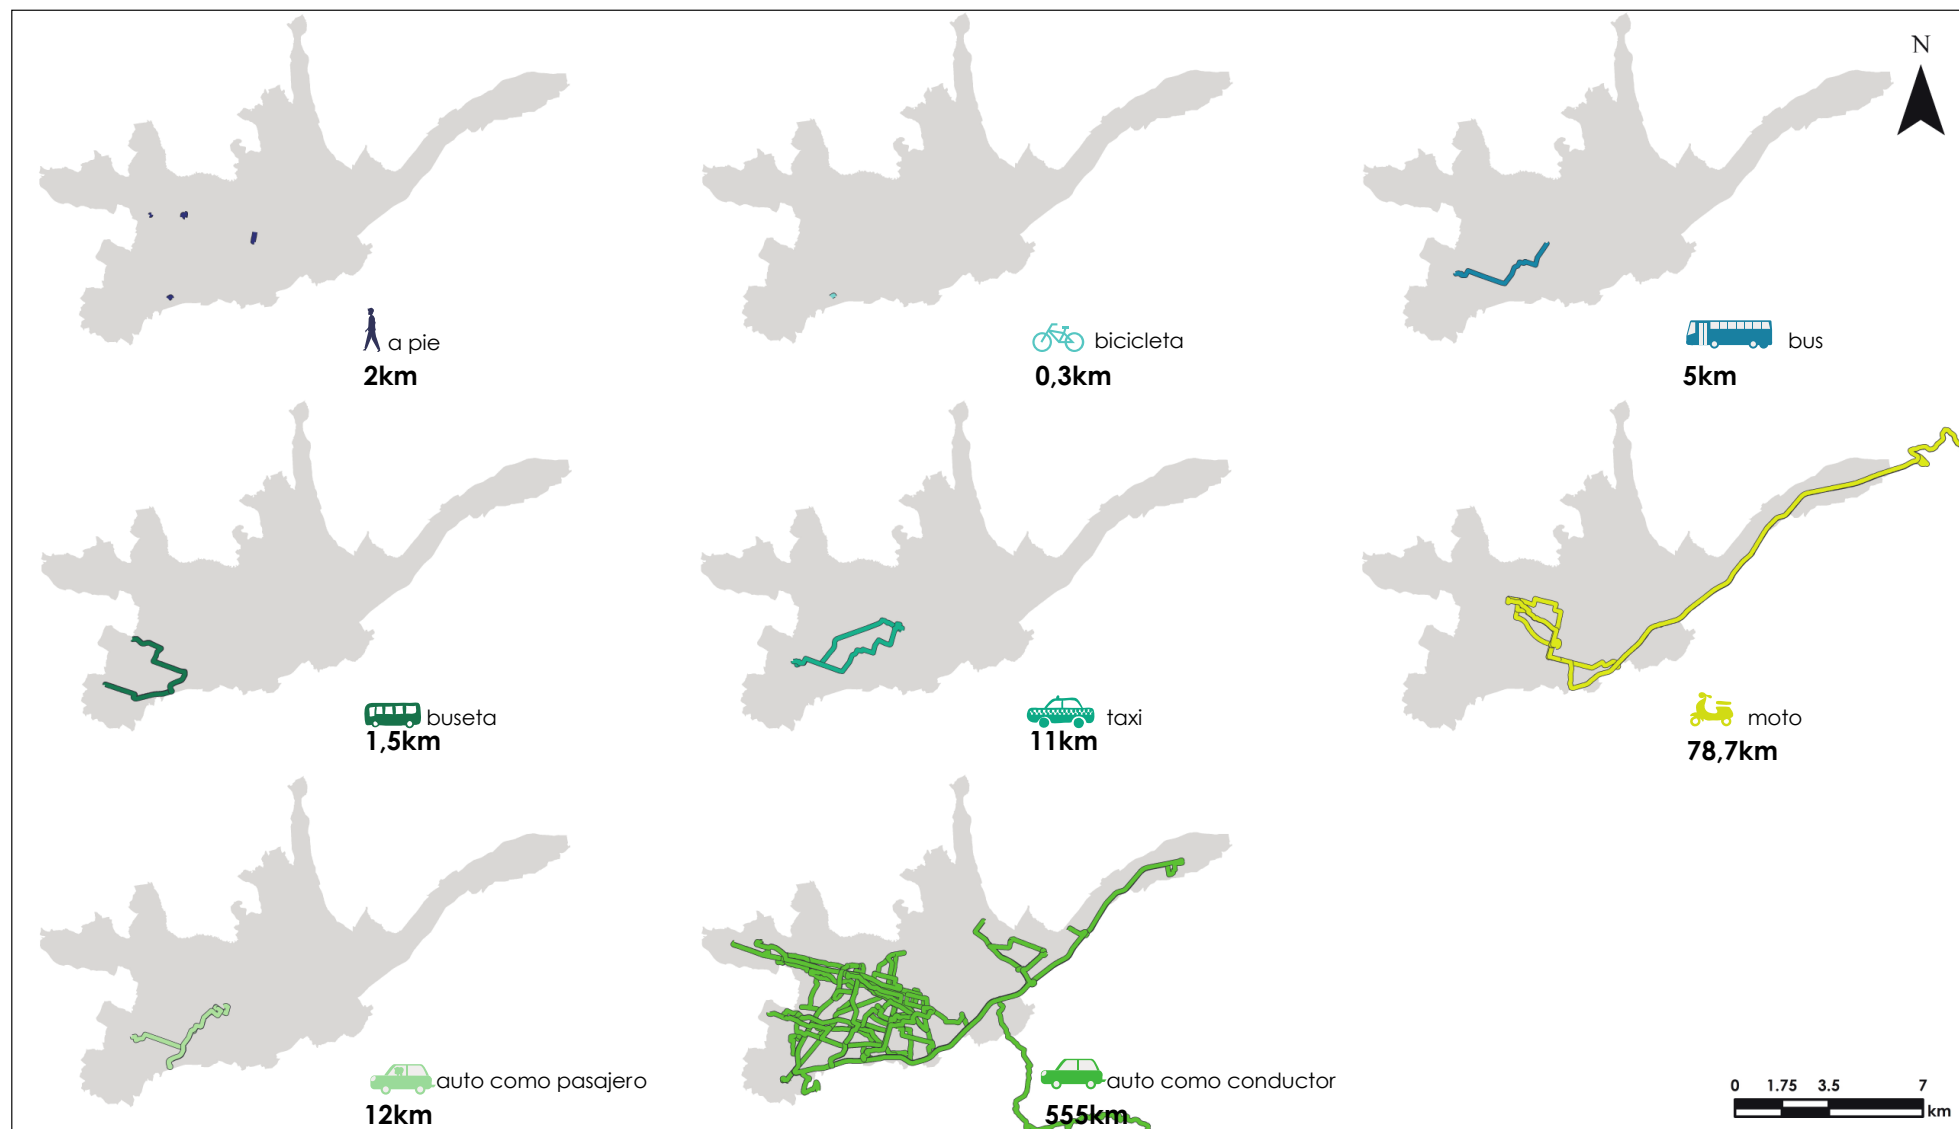 N
a pie
2km
bicicleta
0,3km
bus
5km
buseta
1,5km
taxi
11km
moto
78,7km
auto como pasajero
12km
auto como conductor
555km
0 1.75 3.5 7
km